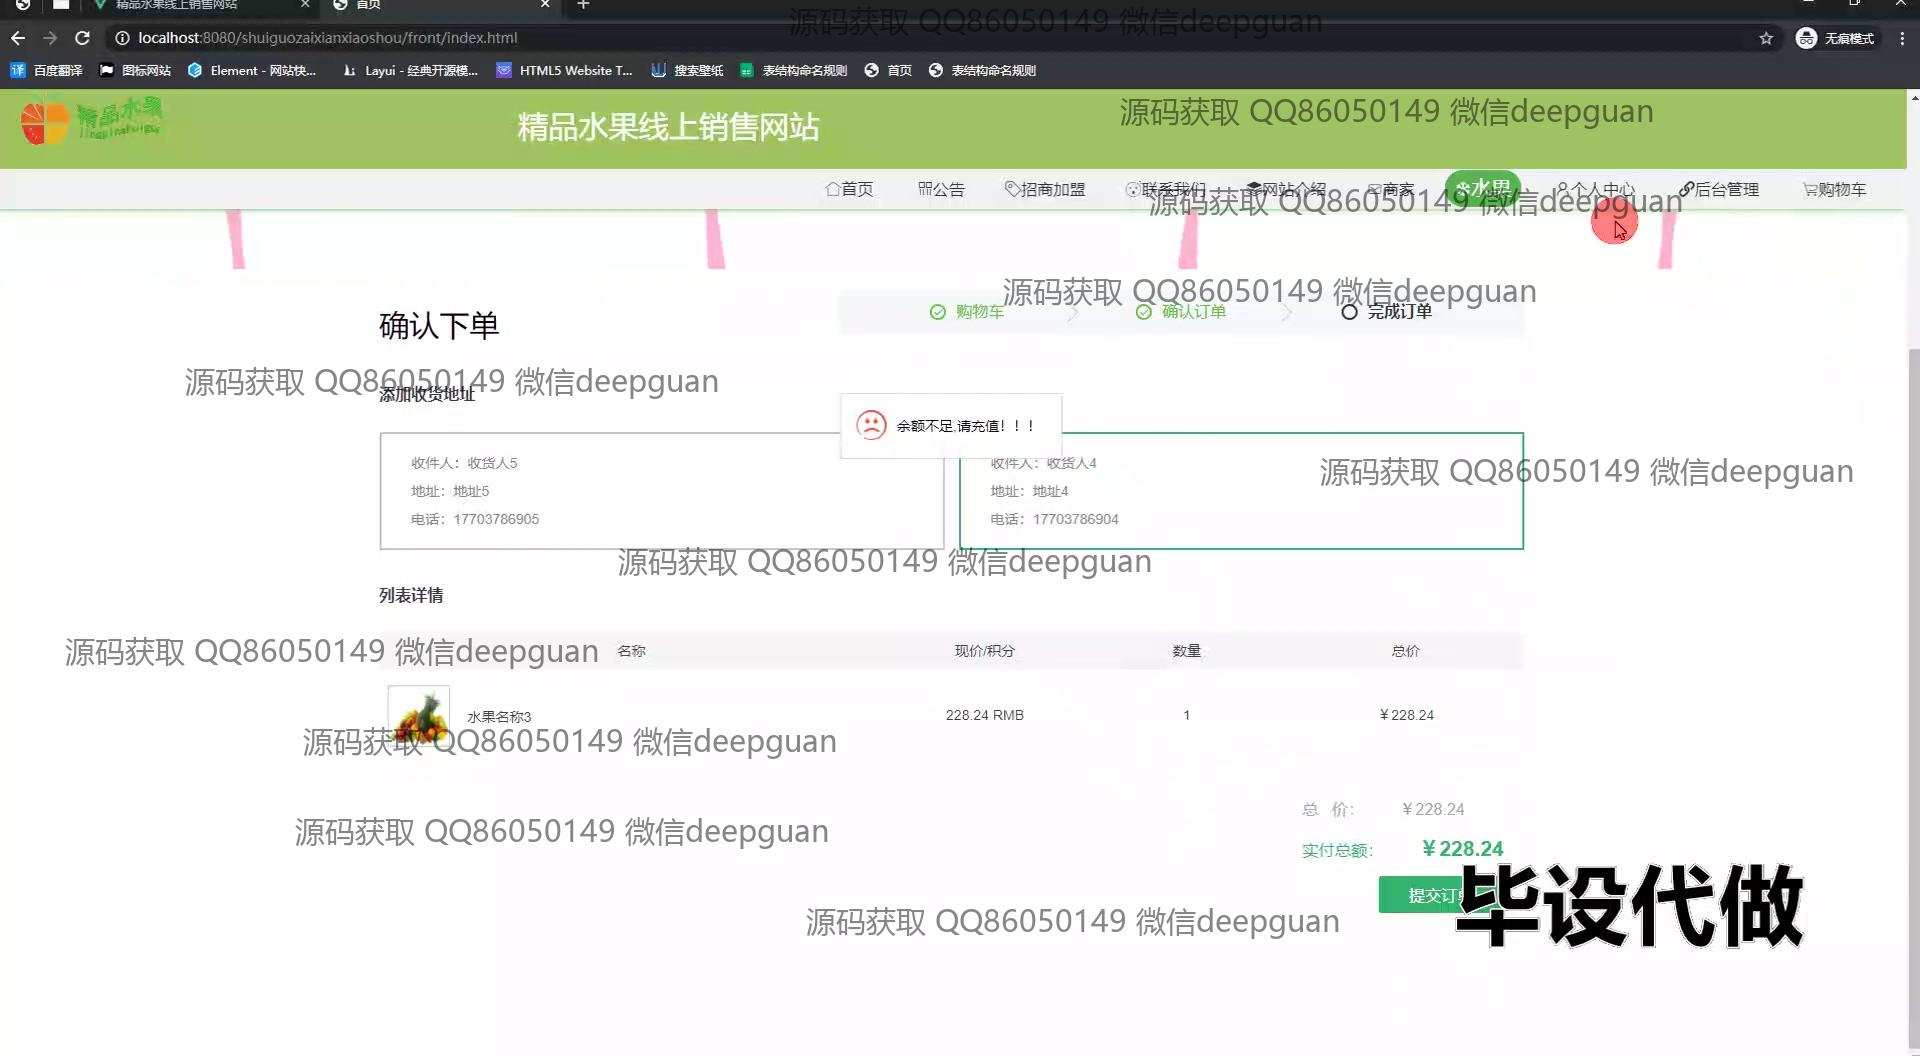 精品水果线上销售网站
首页
源码获取 QQ86050149 微信deepguan
localhost:8080/shuiguozaixianxiaoshou/front/index.html
无痕模式
百度翻译
图标网站
Element - 网站快...
Layui - 经典开源模...
HTML5 Website T...
搜索壁纸
表结构命名规则
首页
表结构命名规则
精品水果
精品水果线上销售网站
源码获取 QQ86050149 微信deepguan
首页
公告
招商加盟
联系我们
网站介绍
商家
水果
个人中心
后台管理
购物车
源码获取 QQ86050149 微信deepguan
源码获取 QQ86050149 微信deepguan
确认下单
购物车
确认订单
完成订单
源码获取 QQ86050149 微信deepguan
添加收货地址
余额不足,请充值！！！
收件人：收货人5
地址：地址5
电话：17703786905
收件人：收货人4
地址：地址4
电话：17703786904
源码获取 QQ86050149 微信deepguan
源码获取 QQ86050149 微信deepguan
列表详情
源码获取 QQ86050149 微信deepguan
名称
现价/积分
数量
总价
水果名称3
228.24 RMB
1
￥228.24
源码获取 QQ86050149 微信deepguan
总 价：
￥228.24
源码获取 QQ86050149 微信deepguan
实付总额：
￥228.24
提交订
毕设代做
源码获取 QQ86050149 微信deepguan